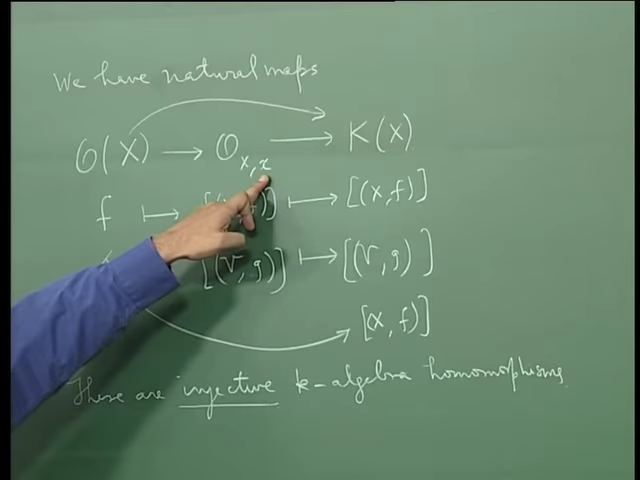 We have natural maps
O(X) → O_{X,x} → K(X)
f ↦ [(X, f)] ↦ [(X, f)]
[(V, g)] ↦ [(V, g)]
[(X, f)]
These are injective k-algebra homomorphisms.